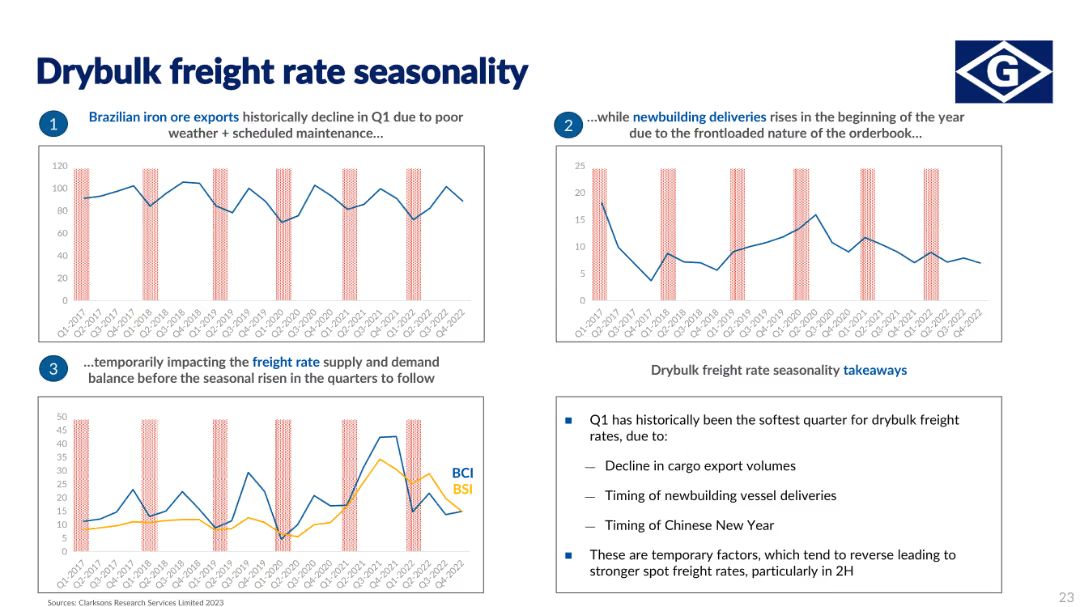 Drybulk freight rate seasonality
G
1
Brazilian iron ore exports historically decline in Q1 due to poor
weather + scheduled maintenance...
120
100
80
60
40
20
0
Q1-2017
Q2-2017
Q3-2017
Q4-2017
Q1-2018
Q2-2018
Q3-2018
Q4-2018
Q1-2019
Q2-2019
Q3-2019
Q4-2019
Q1-2020
Q2-2020
Q3-2020
Q4-2020
Q1-2021
Q2-2021
Q3-2021
Q4-2021
Q1-2022
Q2-2022
Q3-2022
Q4-2022
2
...while newbuilding deliveries rises in the beginning of the year
due to the frontloaded nature of the orderbook...
25
20
15
10
5
0
Q1-2017
Q2-2017
Q3-2017
Q4-2017
Q1-2018
Q2-2018
Q3-2018
Q4-2018
Q1-2019
Q2-2019
Q3-2019
Q4-2019
Q1-2020
Q2-2020
Q3-2020
Q4-2020
Q1-2021
Q2-2021
Q3-2021
Q4-2021
Q1-2022
Q2-2022
Q3-2022
Q4-2022
3
...temporarily impacting the freight rate supply and demand
balance before the seasonal risen in the quarters to follow
50
45
40
35
30
25
20
15
10
5
0
BCI
BSI
Q1-2017
Q2-2017
Q3-2017
Q4-2017
Q1-2018
Q2-2018
Q3-2018
Q4-2018
Q1-2019
Q2-2019
Q3-2019
Q4-2019
Q1-2020
Q2-2020
Q3-2020
Q4-2020
Q1-2021
Q2-2021
Q3-2021
Q4-2021
Q1-2022
Q2-2022
Q3-2022
Q4-2022
Drybulk freight rate seasonality takeaways
■ Q1 has historically been the softest quarter for drybulk freight
rates, due to:
— Decline in cargo export volumes
— Timing of newbuilding vessel deliveries
— Timing of Chinese New Year
■ These are temporary factors, which tend to reverse leading to
stronger spot freight rates, particularly in 2H
Sources: Clarksons Research Services Limited 2023
23